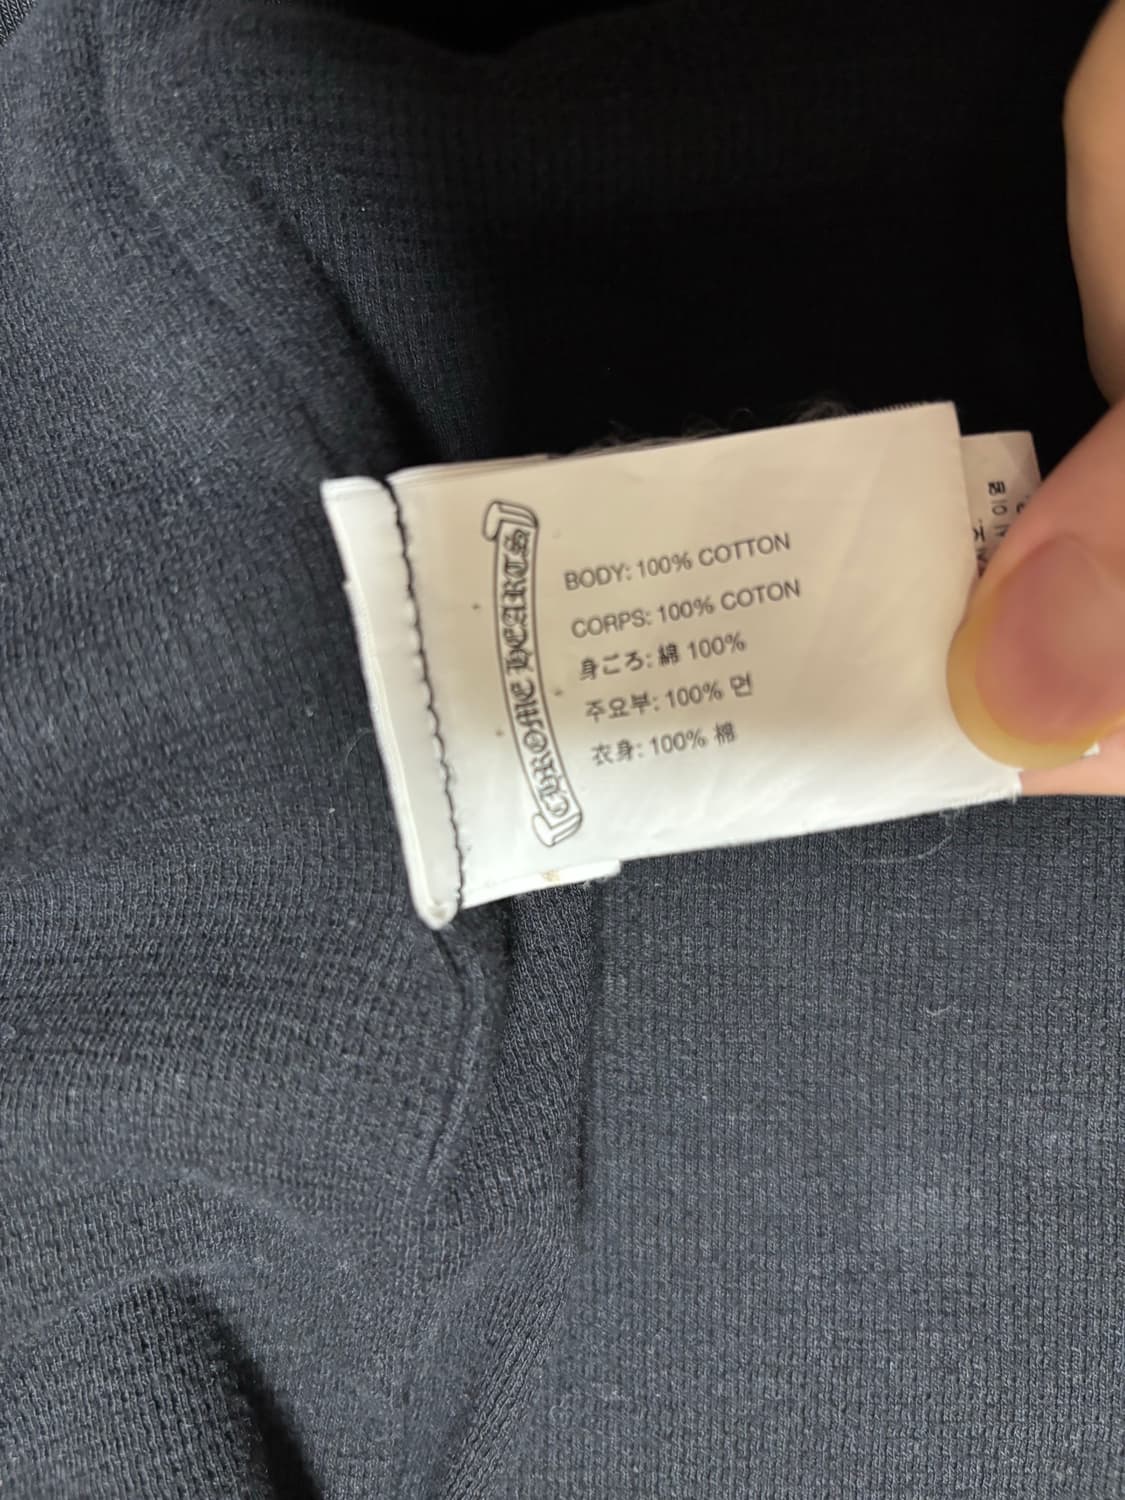 CHROME HEARTS
BODY: 100% COTTON
CORPS: 100% COTON
身ごろ: 綿 100%
주요부: 100% 면
衣身: 100% 棉